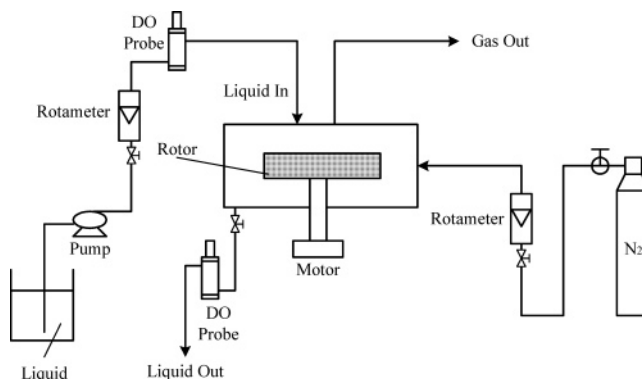 DO
Probe
Gas Out
Liquid In
Rotameter
Rotor
Rotameter
Pump
N2
Motor
DO
Probe
Liquid
Liquid Out